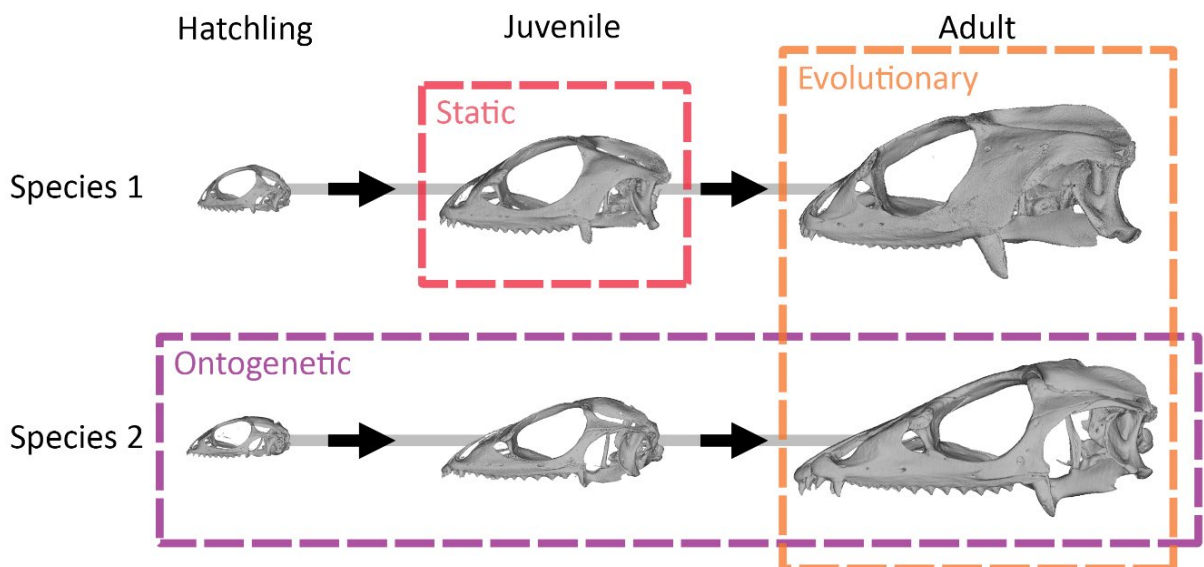 Hatchling
Juvenile
Adult
Evolutionary
Static
Species 1
Ontogenetic
Species 2